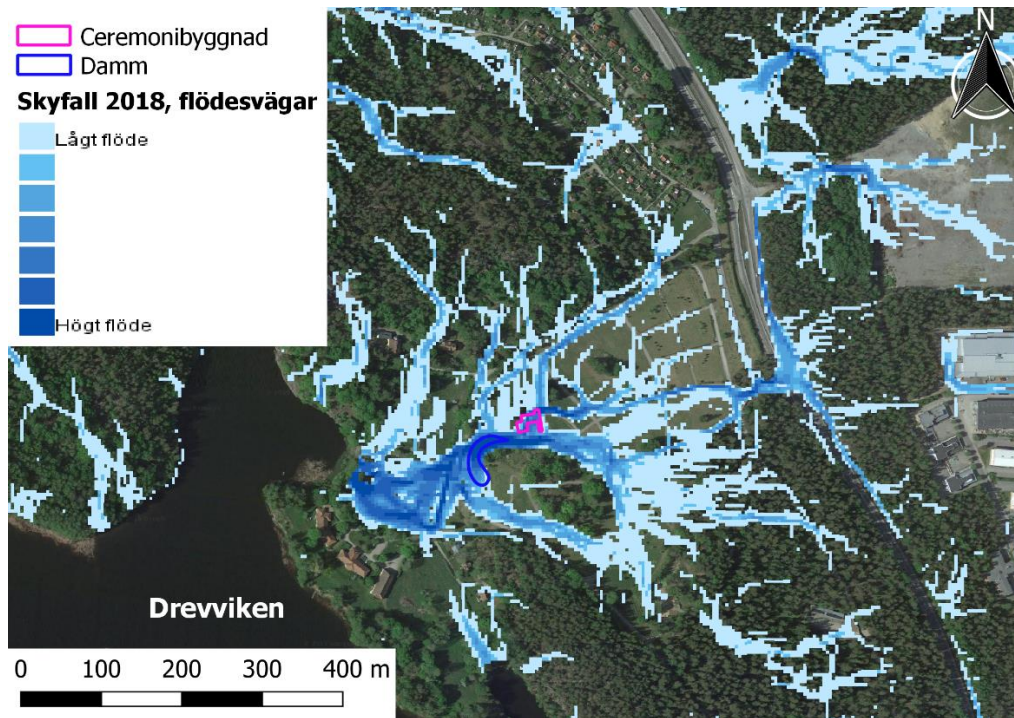 Ceremonibyggnad
Damm
Skyfall 2018, flödesvägar
Lågt flöde
Högt flöde
N
Drevviken
0 100 200 300 400 m